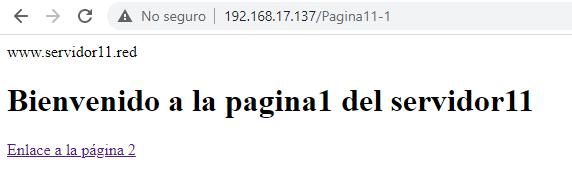 No seguro 192.168.17.137/Pagina11-1
www.servidor11.red
Bienvenido a la pagina1 del servidor11
Enlace a la página 2